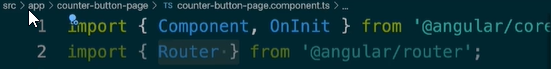 src > app > counter-button-page > TS counter-button-page.component.ts > ...
1 import { Component, OnInit } from '@angular/core
2 import { Router } from '@angular/router';